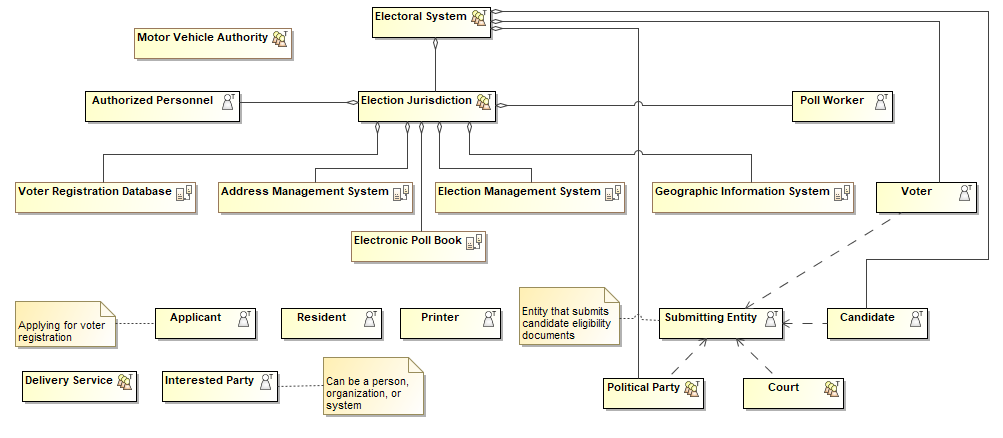 Electoral System
Motor Vehicle Authority
Authorized Personnel
Election Jurisdiction
Poll Worker
Voter Registration Database
Address Management System
Election Management System
Geographic Information System
Voter
Electronic Poll Book
Applying for voter
registration
Applicant
Resident
Printer
Entity that submits
candidate eligibility
documents
Submitting Entity
Candidate
Delivery Service
Interested Party
Can be a person,
organization, or
system
Political Party
Court